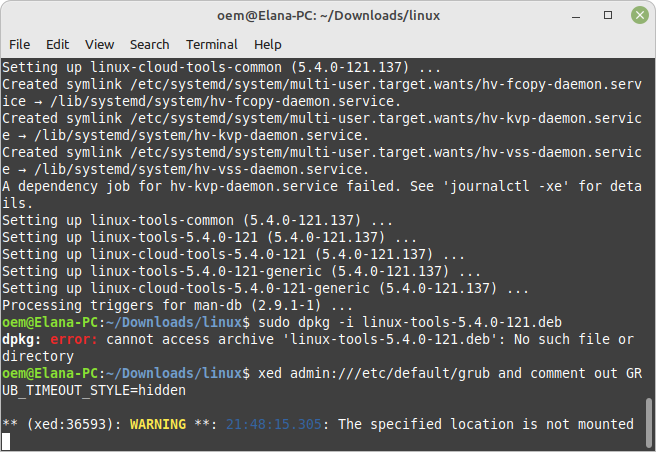 oem@Elana-PC: ~/Downloads/linux
File Edit View Search Terminal Help
Setting up linux-cloud-tools-common (5.4.0-121.137) ...
Created symlink /etc/systemd/system/multi-user.target.wants/hv-fcopy-daemon.serv
ice → /lib/systemd/system/hv-fcopy-daemon.service.
Created symlink /etc/systemd/system/multi-user.target.wants/hv-kvp-daemon.servic
e → /lib/systemd/system/hv-kvp-daemon.service.
Created symlink /etc/systemd/system/multi-user.target.wants/hv-vss-daemon.servic
e → /lib/systemd/system/hv-vss-daemon.service.
A dependency job for hv-kvp-daemon.service failed. See 'journalctl -xe' for deta
ils.
Setting up linux-tools-common (5.4.0-121.137) ...
Setting up linux-tools-5.4.0-121 (5.4.0-121.137) ...
Setting up linux-cloud-tools-5.4.0-121 (5.4.0-121.137) ...
Setting up linux-tools-5.4.0-121-generic (5.4.0-121.137) ...
Setting up linux-cloud-tools-5.4.0-121-generic (5.4.0-121.137) ...
Processing triggers for man-db (2.9.1-1) ...
oem@Elana-PC:~/Downloads/linux$ sudo dpkg -i linux-tools-5.4.0-121.deb
dpkg: error: cannot access archive 'linux-tools-5.4.0-121.deb': No such file or
directory
oem@Elana-PC:~/Downloads/linux$ xed admin:///etc/default/grub and comment out GR
UB_TIMEOUT_STYLE=hidden
** (xed:36593): WARNING **: 21:48:15.305: The specified location is not mounted